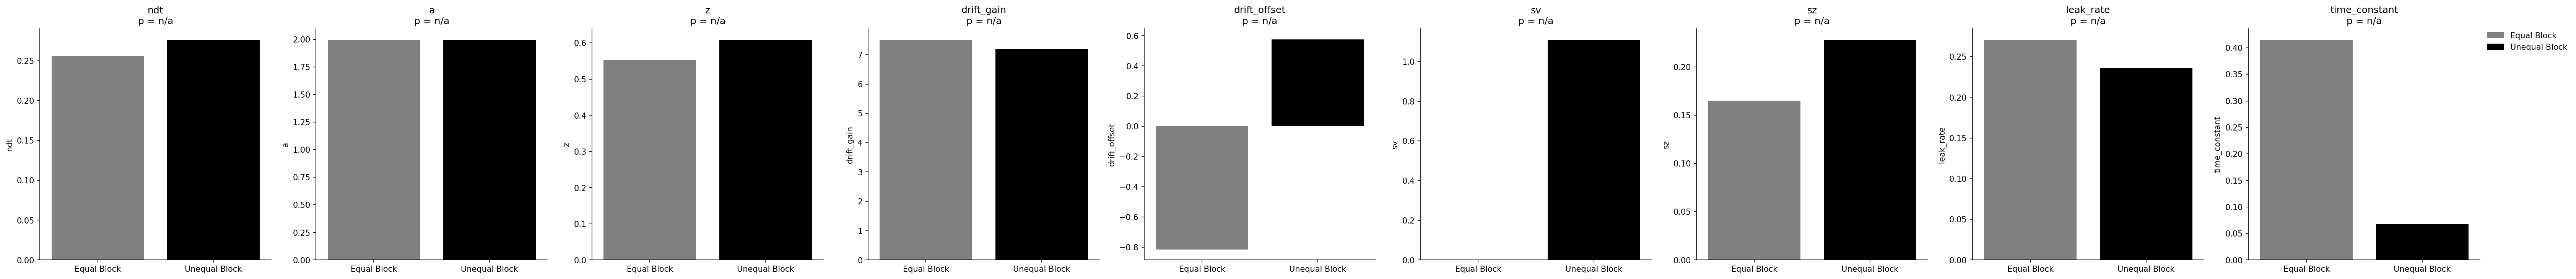 ndt
p = n/a
0.25
0.20
0.15
0.10
0.05
0.00
ndt
Equal Block
Unequal Block
a
p = n/a
2.00
1.75
1.50
1.25
1.00
0.75
0.50
0.25
0.00
a
Equal Block
Unequal Block
z
p = n/a
0.6
0.5
0.4
0.3
0.2
0.1
0.0
z
Equal Block
Unequal Block
drift_gain
p = n/a
7
6
5
4
3
2
1
0
drift_gain
Equal Block
Unequal Block
drift_offset
p = n/a
0.6
0.4
0.2
0.0
−0.2
−0.4
−0.6
−0.8
drift_offset
Equal Block
Unequal Block
sv
p = n/a
1.0
0.8
0.6
0.4
0.2
0.0
sv
Equal Block
Unequal Block
sz
p = n/a
0.20
0.15
0.10
0.05
0.00
sz
Equal Block
Unequal Block
leak_rate
p = n/a
0.25
0.20
0.15
0.10
0.05
0.00
leak_rate
Equal Block
Unequal Block
time_constant
p = n/a
0.40
0.35
0.30
0.25
0.20
0.15
0.10
0.05
0.00
time_constant
Equal Block
Unequal Block
Equal Block
Unequal Block